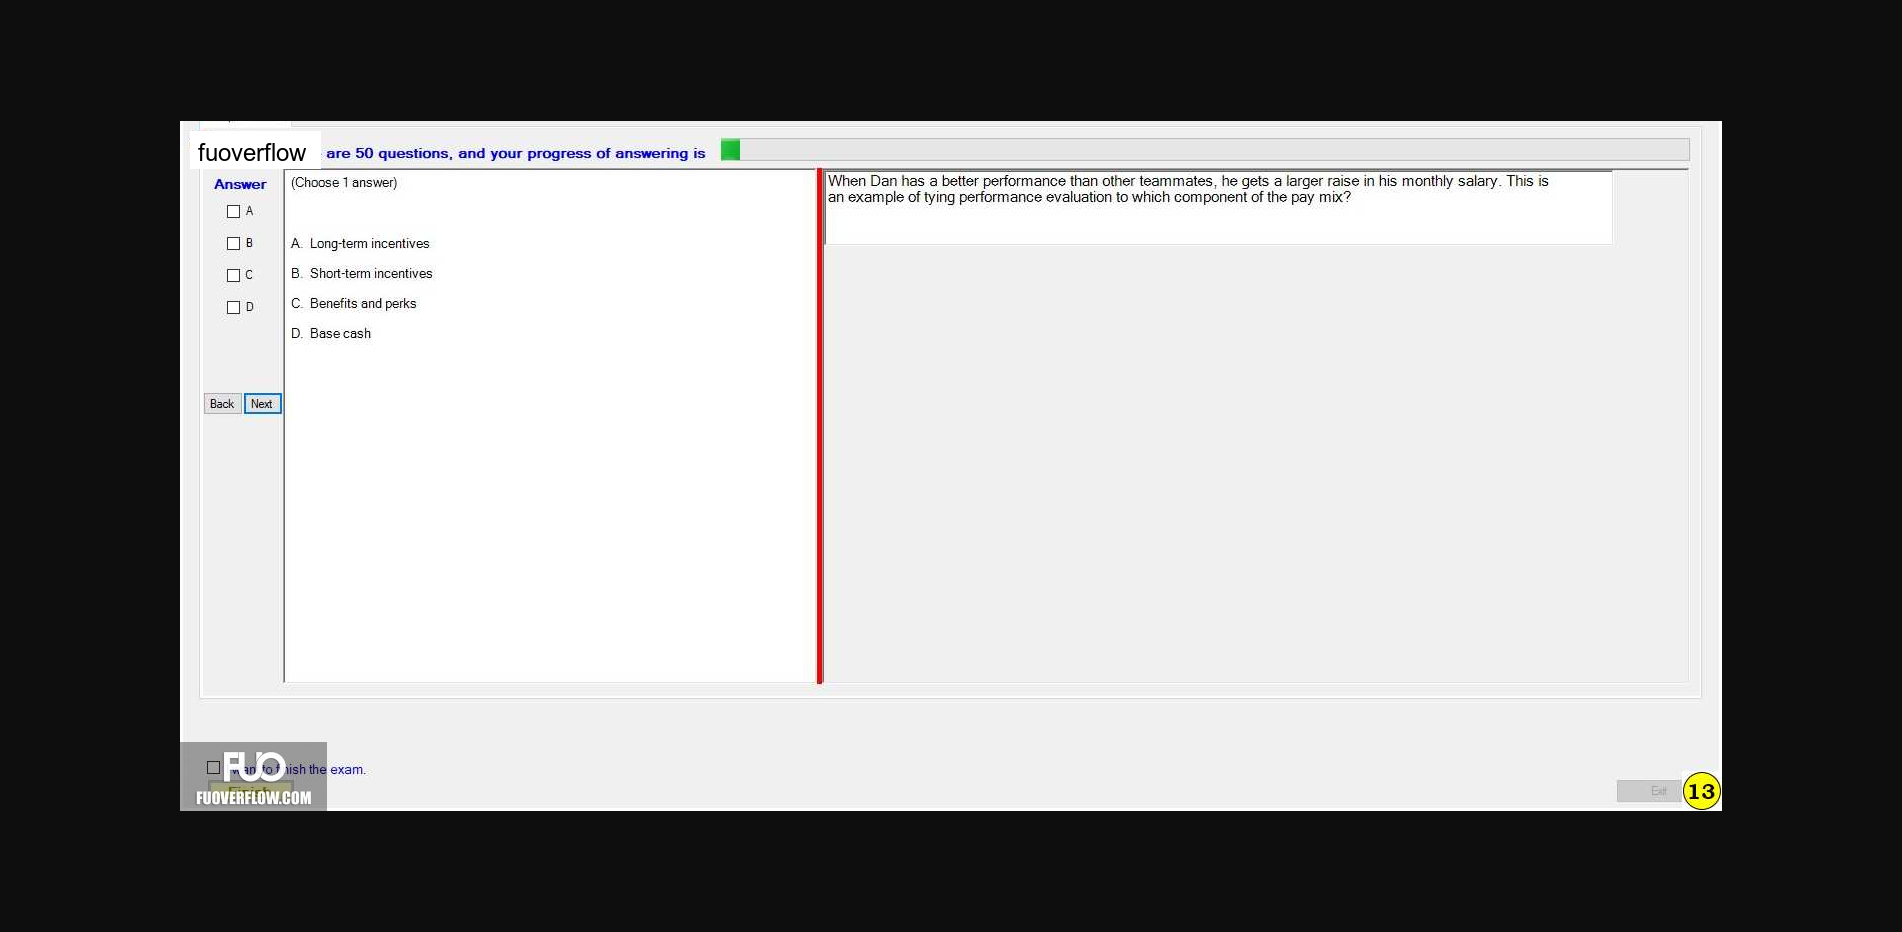 fuoverflow are 50 questions, and your progress of answering is
Answer
A
B
C
D
Back Next
(Choose 1 answer)
A. Long-term incentives
B. Short-term incentives
C. Benefits and perks
D. Base cash
When Dan has a better performance than other teammates, he gets a larger raise in his monthly salary. This is
an example of tying performance evaluation to which component of the pay mix?
want to finish the exam.
Finish
FUO
FUOVERFLOW.COM
Exit
13